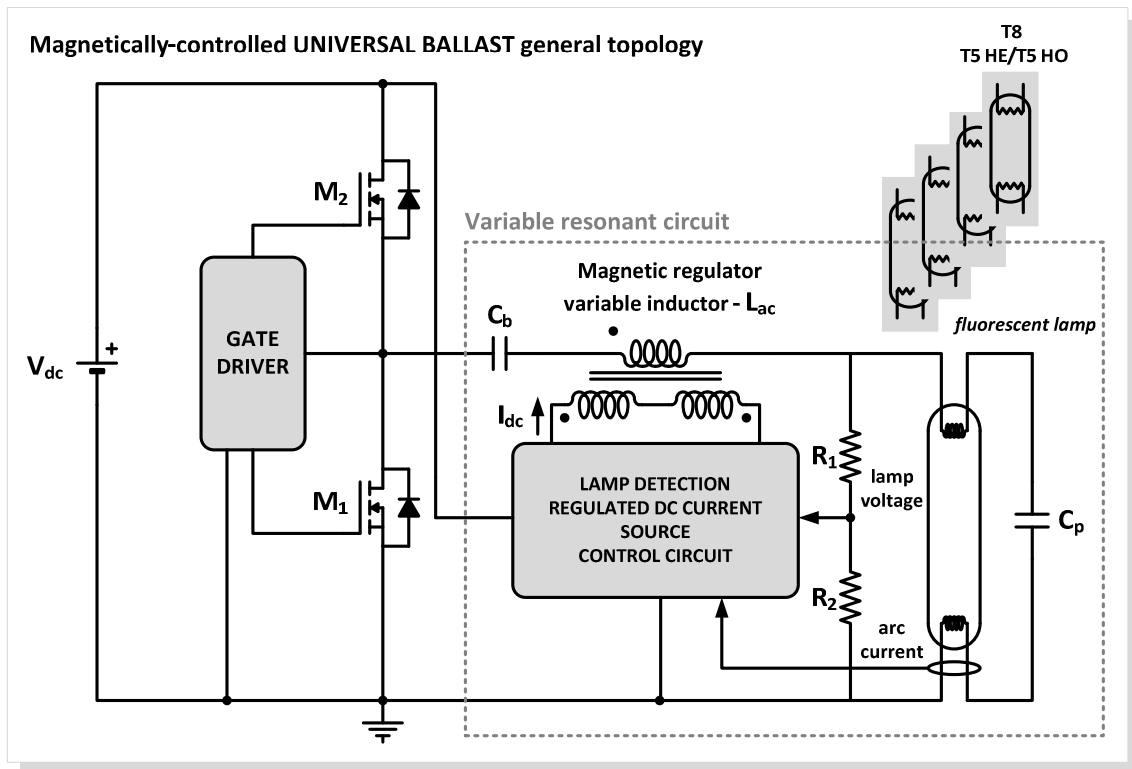 Magnetically-controlled UNIVERSAL BALLAST general topology
T8
T5 HE/T5 HO
M2
Variable resonant circuit
Magnetic regulator
variable inductor - Lac
Cb
fluorescent lamp
GATE
DRIVER
+
Vdc
Idc
R1
lamp
voltage
M1
LAMP DETECTION
REGULATED DC CURRENT
SOURCE
CONTROL CIRCUIT
Cp
R2
arc
current